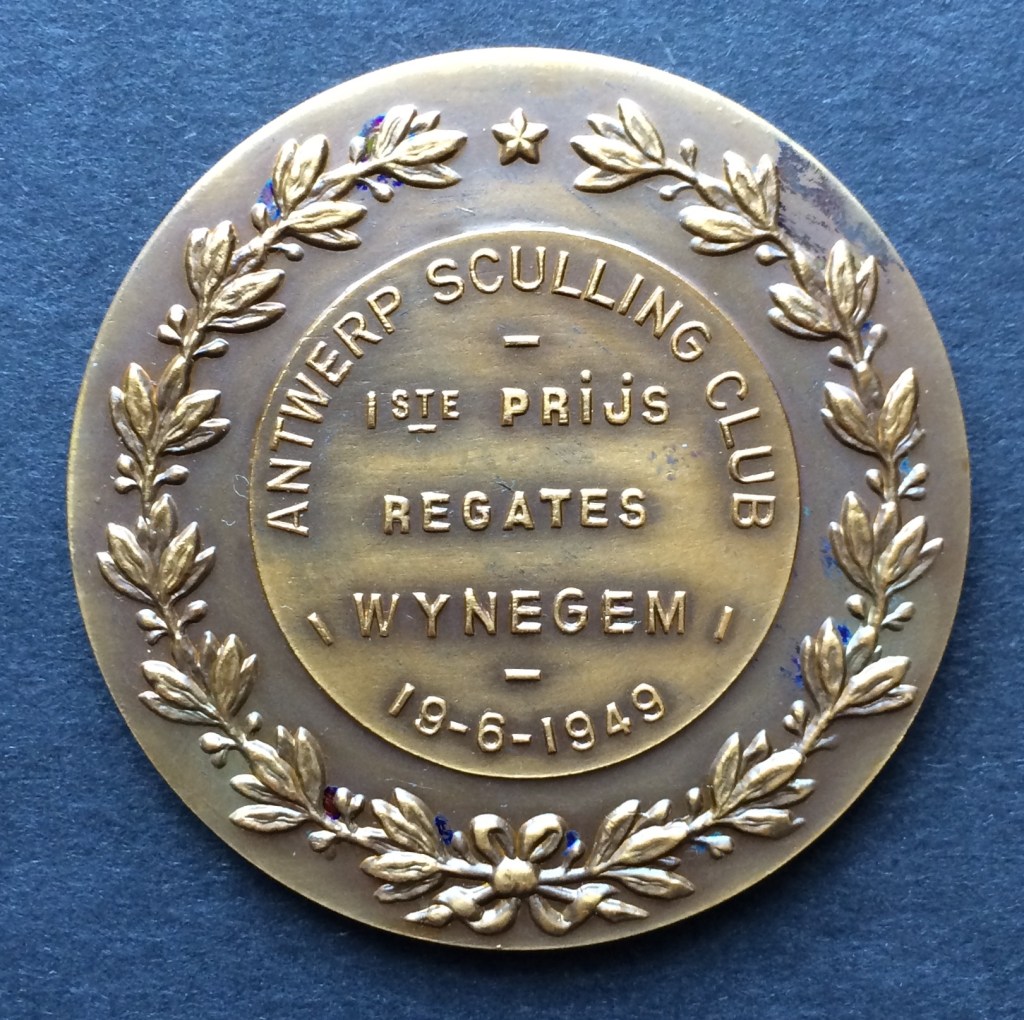 ANTWERP SCULLING CLUB
–
1STE PRijS
REGATES
WYNEGEM
–
19-6-1949